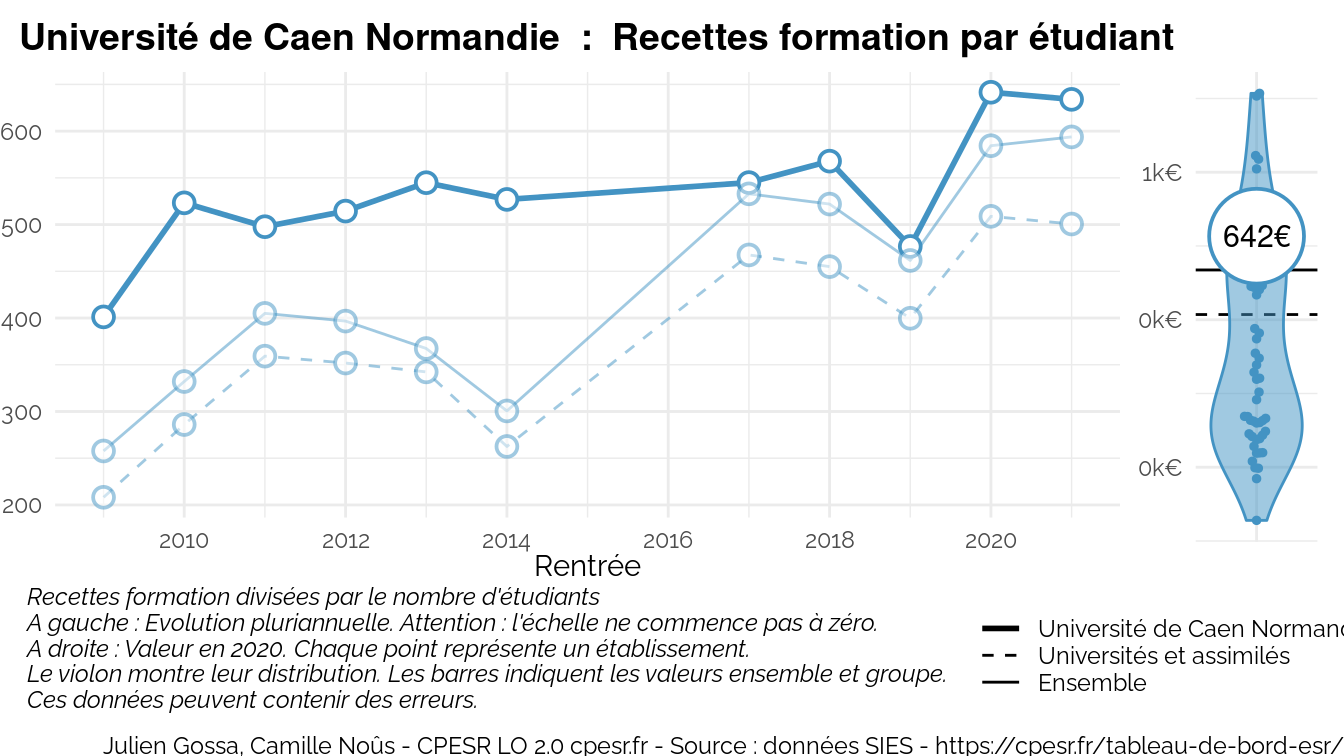 Université de Caen Normandie : Recettes formation par étudiant
600
500
400
300
200
2010 2012 2014 2016 2018 2020
Rentrée
1k€
0k€
0k€
642€
Recettes formation divisées par le nombre d'étudiants
A gauche : Evolution pluriannuelle. Attention : l'échelle ne commence pas à zéro.
A droite : Valeur en 2020. Chaque point représente un établissement.
Le violon montre leur distribution. Les barres indiquent les valeurs ensemble et groupe.
Ces données peuvent contenir des erreurs.
Université de Caen Normand
Universités et assimilés
Ensemble
Julien Gossa, Camille Noûs - CPESR LO 2.0 cpesr.fr - Source : données SIES - https://cpesr.fr/tableau-de-bord-esr/